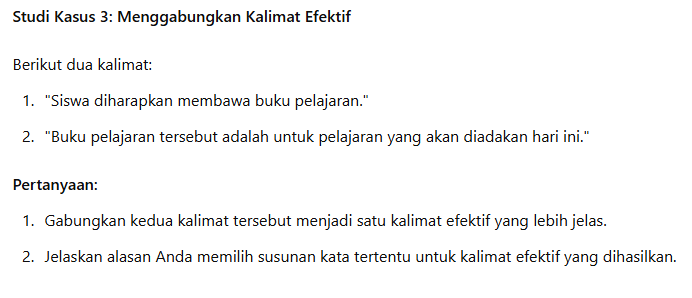 Studi Kasus 3: Menggabungkan Kalimat Efektif
Berikut dua kalimat:
1. "Siswa diharapkan membawa buku pelajaran."
2. "Buku pelajaran tersebut adalah untuk pelajaran yang akan diadakan hari ini."
Pertanyaan:
1. Gabungkan kedua kalimat tersebut menjadi satu kalimat efektif yang lebih jelas.
2. Jelaskan alasan Anda memilih susunan kata tertentu untuk kalimat efektif yang dihasilkan.